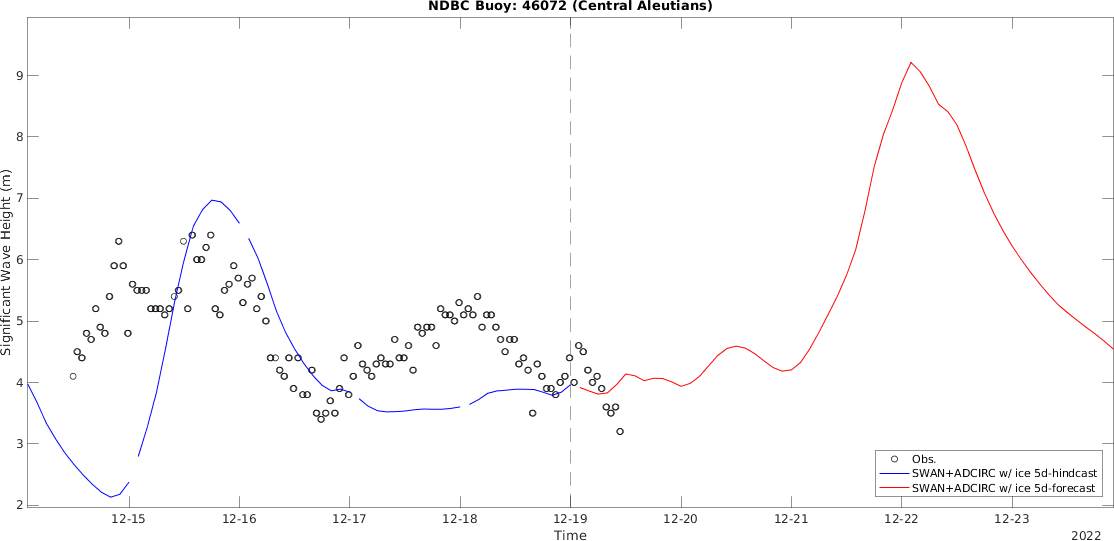 NDBC Buoy: 46072 (Central Aleutians)
Significant Wave Height (m)
9
8
7
6
5
4
3
2
Obs.
SWAN+ADCIRC w/ ice 5d-hindcast
SWAN+ADCIRC w/ ice 5d-forecast
12-15 12-16 12-17 12-18 12-19 12-20 12-21 12-22 12-23
Time
2022